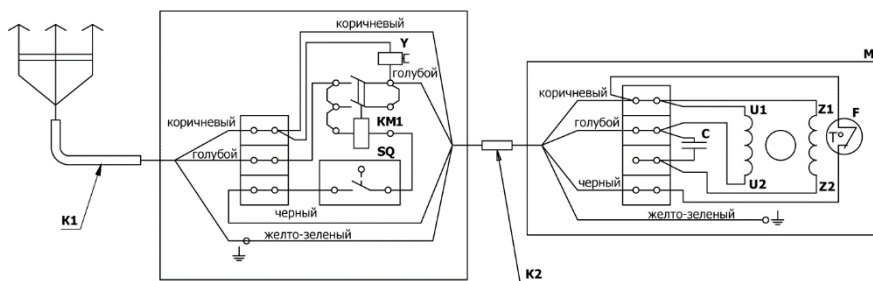 коричневый
Y
голубой
коричневый
KM1
голубой
SQ
черный
желто-зеленый
K1
K2
M
коричневый
U1
Z1
F
голубой
C
T
черный
U2
Z2
желто-зеленый